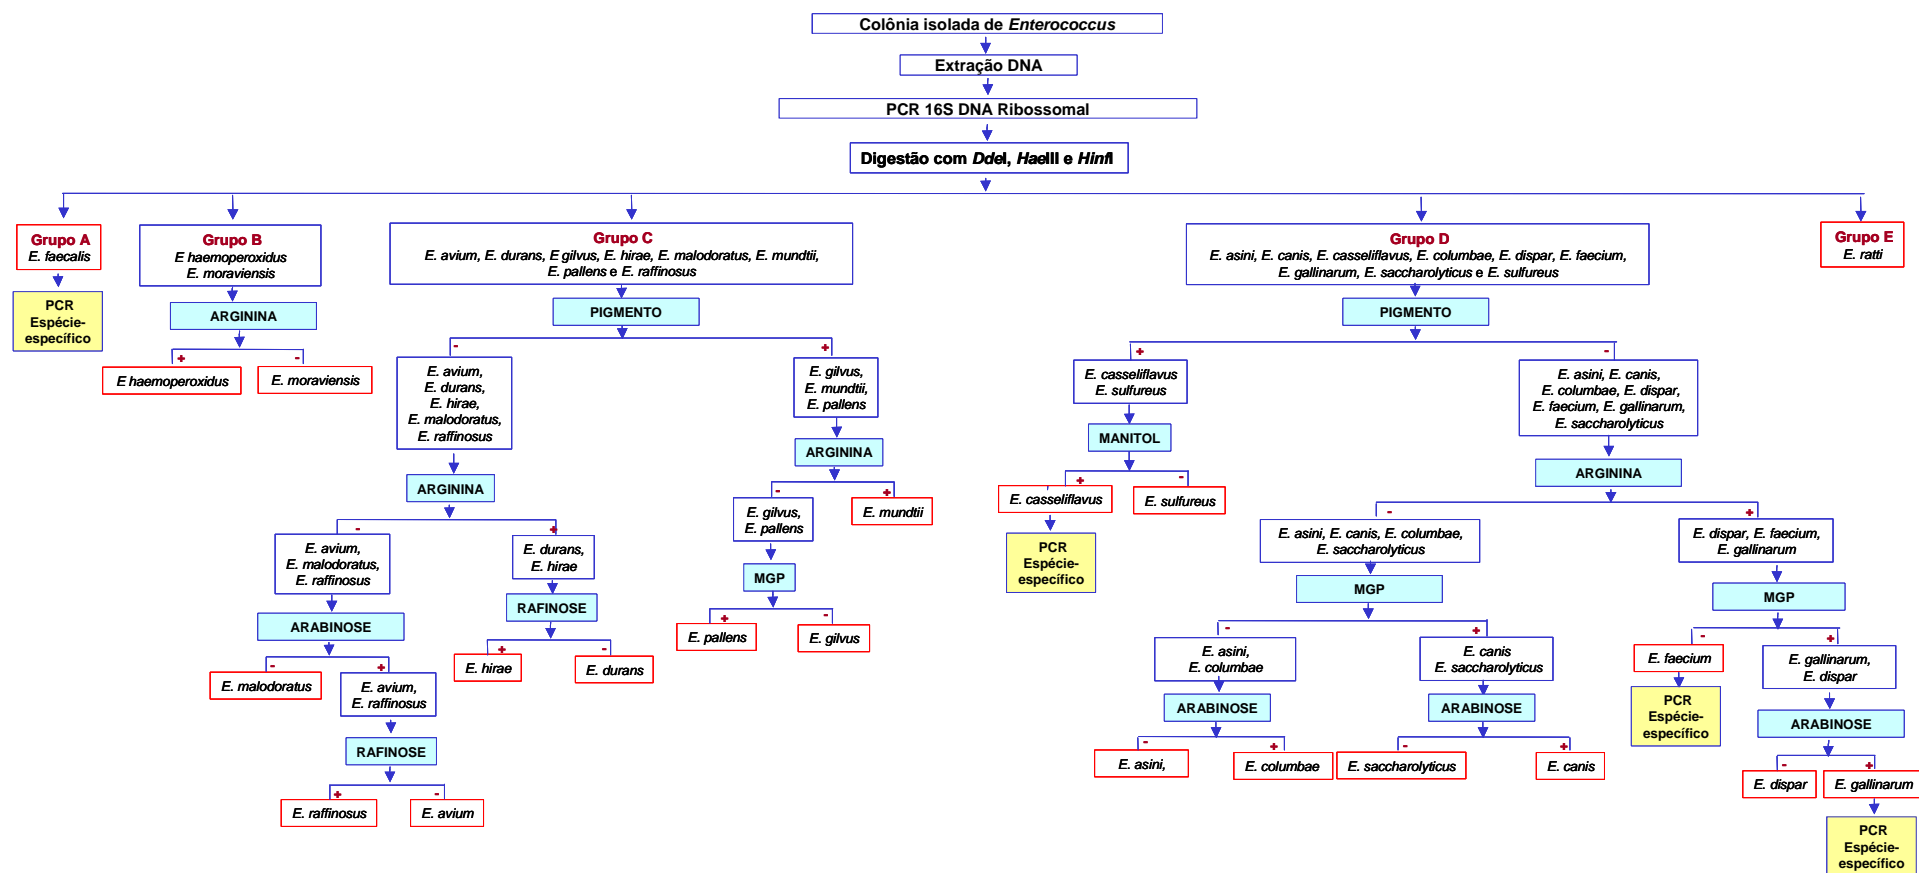 Colônia isolada de Enterococcus
Extração DNA
PCR 16S DNA Ribossomal
Digestão com DdeI, HaeIII e HinfI
Grupo A
E. faecalis
PCR
Espécie-
específico
Grupo B
E haemoperoxidus
E. moraviensis
ARGININA
+
-
E haemoperoxidus
E. moraviensis
Grupo C
E. avium, E. durans, E gilvus, E. hirae, E. malodoratus, E. mundtii,
E. pallens e E. raffinosus
PIGMENTO
-
+
E. avium,
E. durans,
E. hirae,
E. malodoratus,
E. raffinosus
ARGININA
-
+
E. avium,
E. malodoratus,
E. raffinosus
ARABINOSE
-
+
E. malodoratus
E. avium,
E. raffinosus
RAFINOSE
+
-
E. raffinosus
E. avium
E. durans,
E. hirae
RAFINOSE
+
-
E. hirae
E. durans
E. gilvus,
E. mundtii,
E. pallens
ARGININA
-
+
E. gilvus,
E. pallens
E. mundtii
MGP
+
-
E. pallens
E. gilvus
Grupo D
E. asini, E. canis, E. casseliflavus, E. columbae, E. dispar, E. faecium,
E. gallinarum, E. saccharolyticus e E. sulfureus
PIGMENTO
+
-
E. casseliflavus
E. sulfureus
MANITOL
+
-
E. casseliflavus
E. sulfureus
PCR
Espécie-
específico
E. asini, E. canis,
E. columbae, E. dispar,
E. faecium, E. gallinarum,
E. saccharolyticus
ARGININA
-
+
E. asini, E. canis, E. columbae,
E. saccharolyticus
MGP
-
+
E. asini,
E. columbae
ARABINOSE
-
+
E. asini,
E. columbae
E. canis
E. saccharolyticus
ARABINOSE
-
+
E. saccharolyticus
E. canis
E. dispar, E. faecium,
E. gallinarum
MGP
-
+
E. faecium
PCR
Espécie-
específico
E. gallinarum,
E. dispar
ARABINOSE
-
+
E. dispar
E. gallinarum
PCR
Espécie-
específico
Grupo E
E. ratti